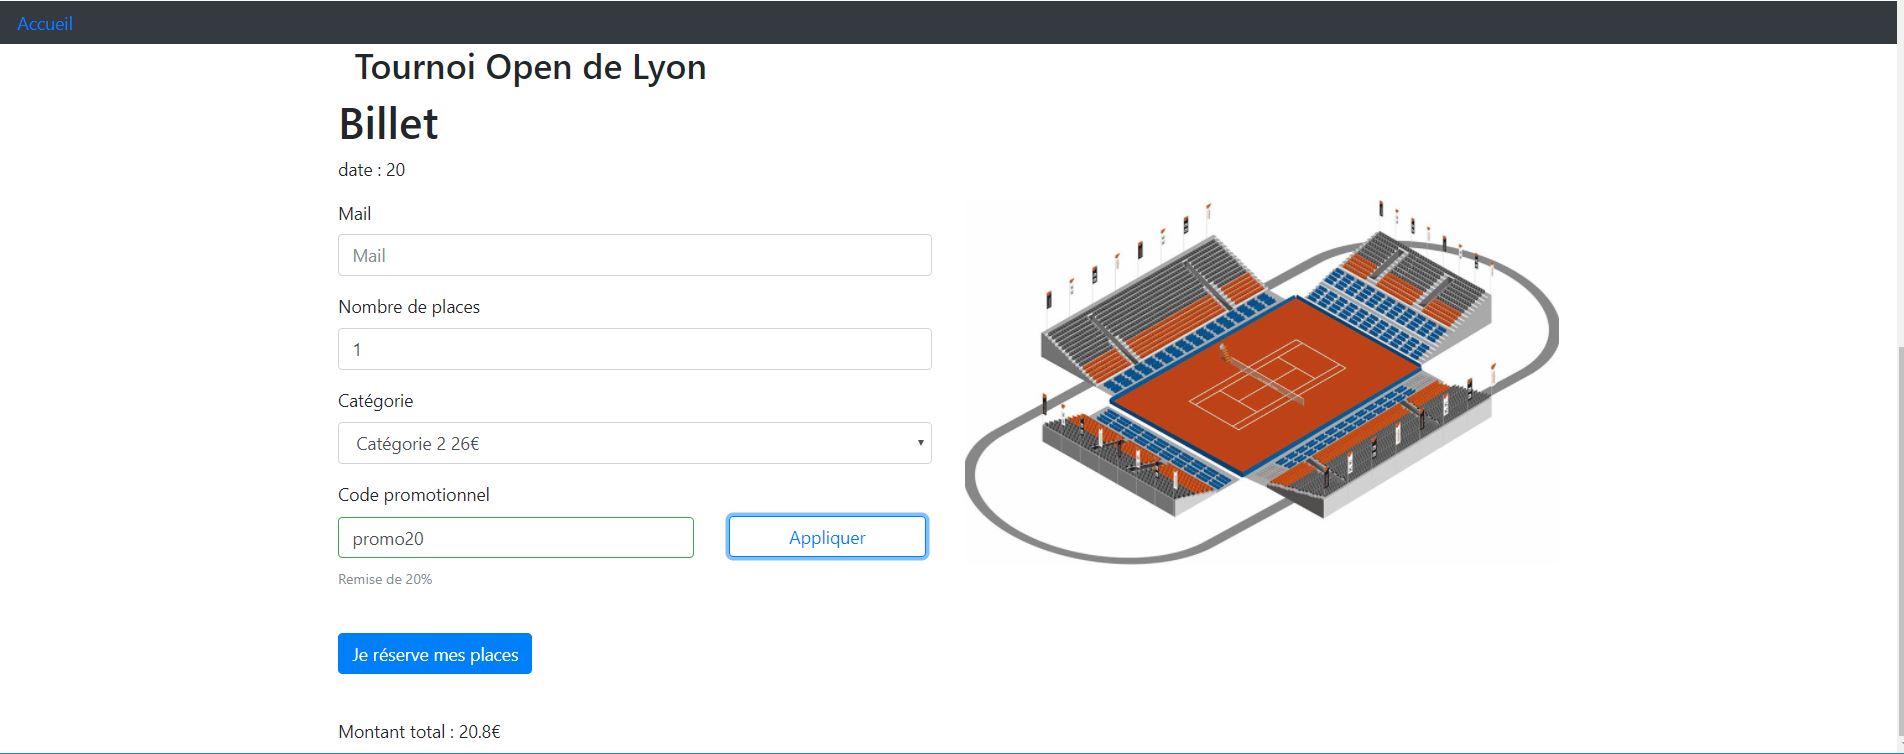 Accueil
Tournoi Open de Lyon
Billet
date : 20
Mail
Mail
Nombre de places
1
Catégorie
Catégorie 2 26€
Code promotionnel
promo20
Appliquer
Remise de 20%
Je réserve mes places
Montant total : 20.8€